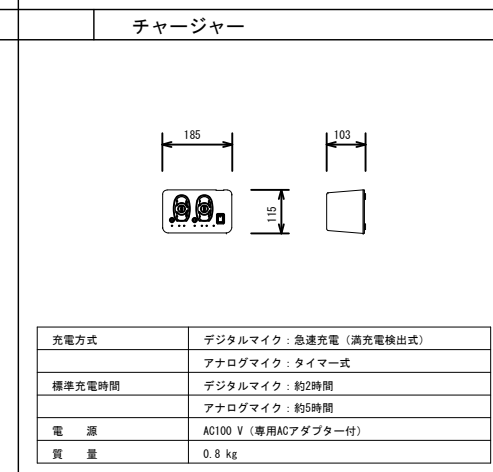 チャージャー
185
103
115
充電方式 デジタルマイク：急速充電（満充電検出式）
アナログマイク：タイマー式
標準充電時間 デジタルマイク：約2時間
アナログマイク：約5時間
電　源 AC100 V（専用ACアダプター付）
質　量 0.8 kg